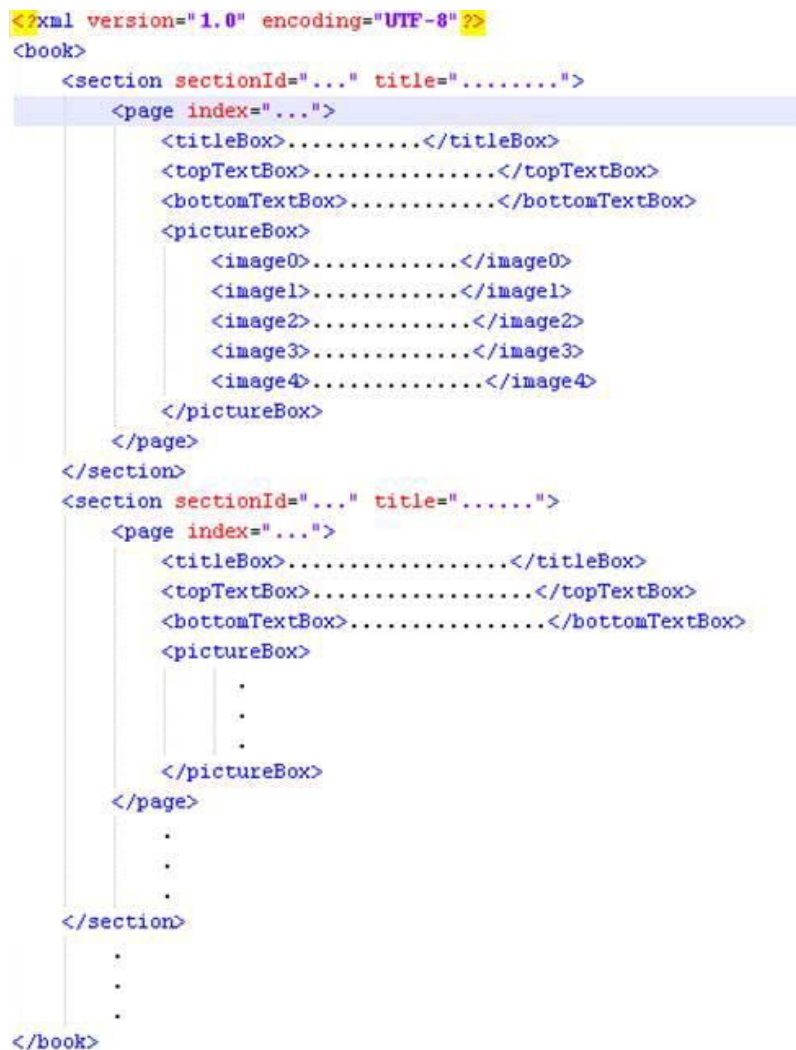 <?xml version="1.0" encoding="UTF-8"?>
<book>
<section sectionId="..." title="........">
<page index="...">
<titleBox>...........</titleBox>
<topTextBox>...............</topTextBox>
<bottomTextBox>............</bottomTextBox>
<pictureBox>
<image0>............</image0>
<image1>............</image1>
<image2>.............</image2>
<image3>.............</image3>
<image4>..............</image4>
</pictureBox>
</page>
</section>
<section sectionId="..." title="......">
<page index="...">
<titleBox>..................</titleBox>
<topTextBox>..................</topTextBox>
<bottomTextBox>................</bottomTextBox>
<pictureBox>
.
.
.
</pictureBox>
</page>
.
.
.
</section>
.
.
.
</book>